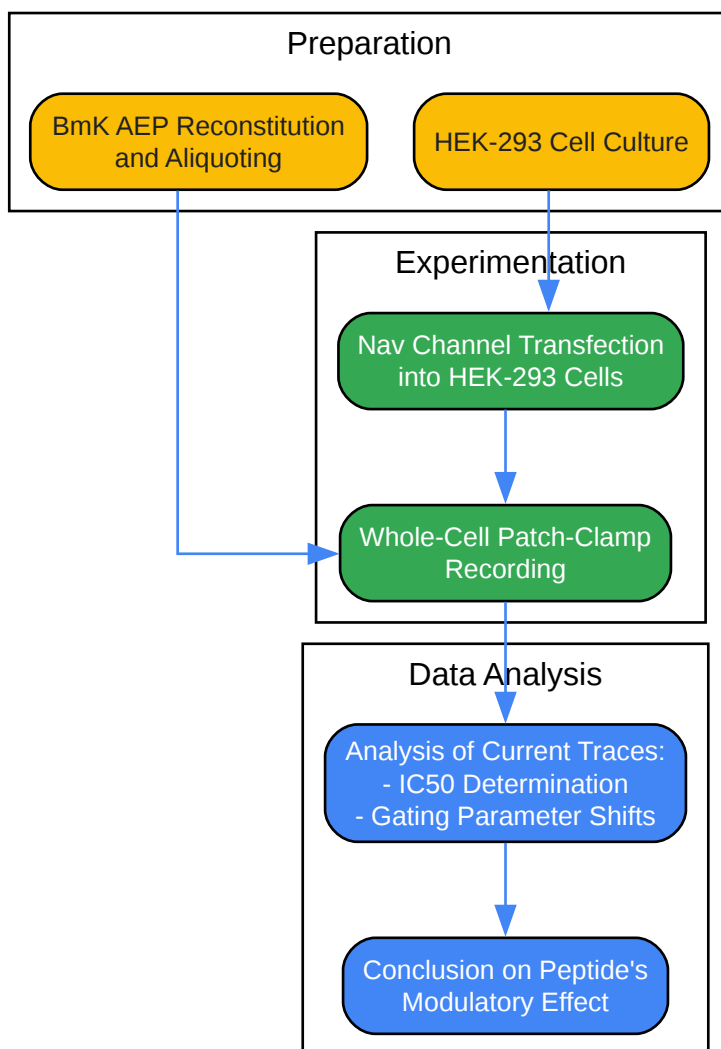 Preparation
BmK AEP Reconstitution
and Aliquoting
HEK-293 Cell Culture
Experimentation
Nav Channel Transfection
into HEK-293 Cells
Whole-Cell Patch-Clamp
Recording
Data Analysis
Analysis of Current Traces:
- IC50 Determination
- Gating Parameter Shifts
Conclusion on Peptide's
Modulatory Effect